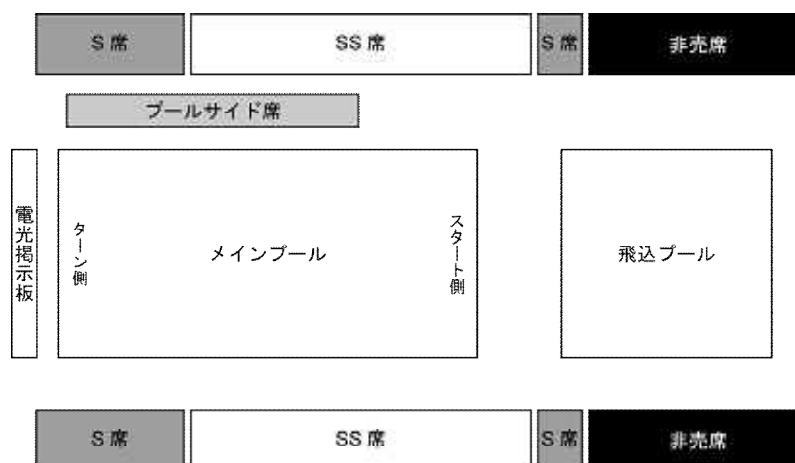 S席
SS席
S席
非売席
プールサイド席
電光掲示板
ターン側
メインプール
スタート側
飛込プール
S席
SS席
S席
非売席